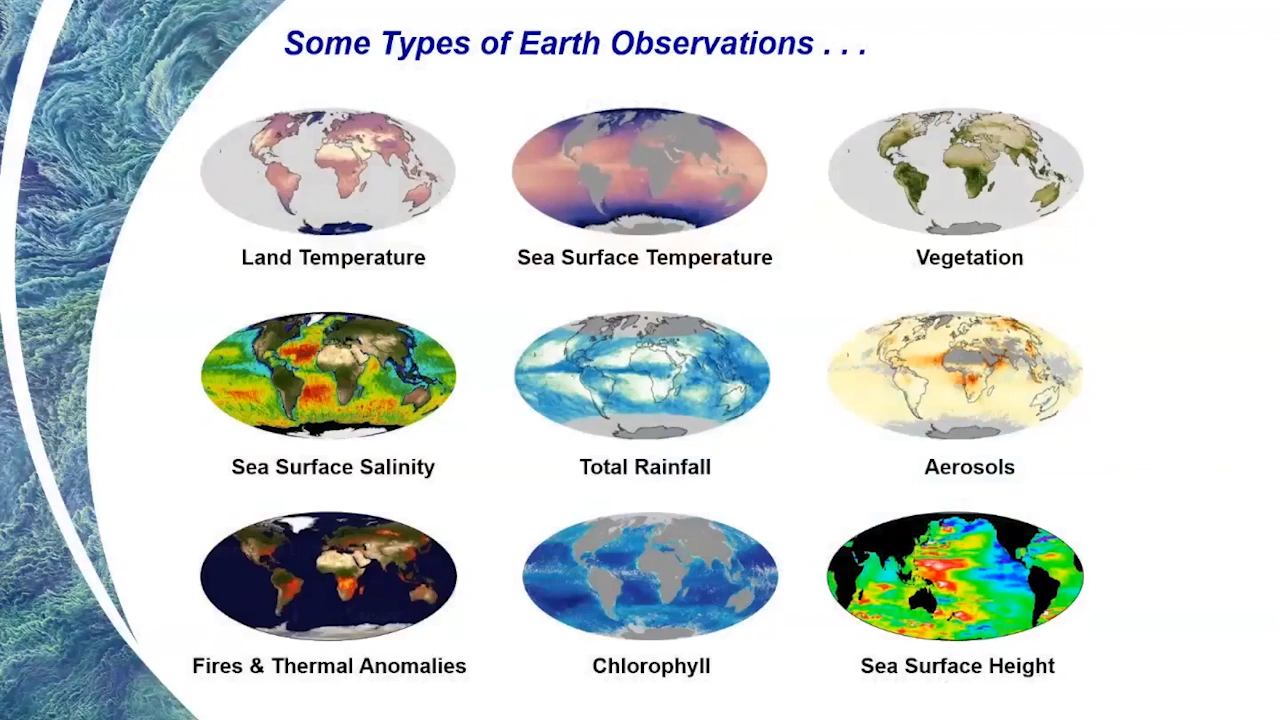 Some Types of Earth Observations . . .
Land Temperature
Sea Surface Temperature
Vegetation
Sea Surface Salinity
Total Rainfall
Aerosols
Fires & Thermal Anomalies
Chlorophyll
Sea Surface Height